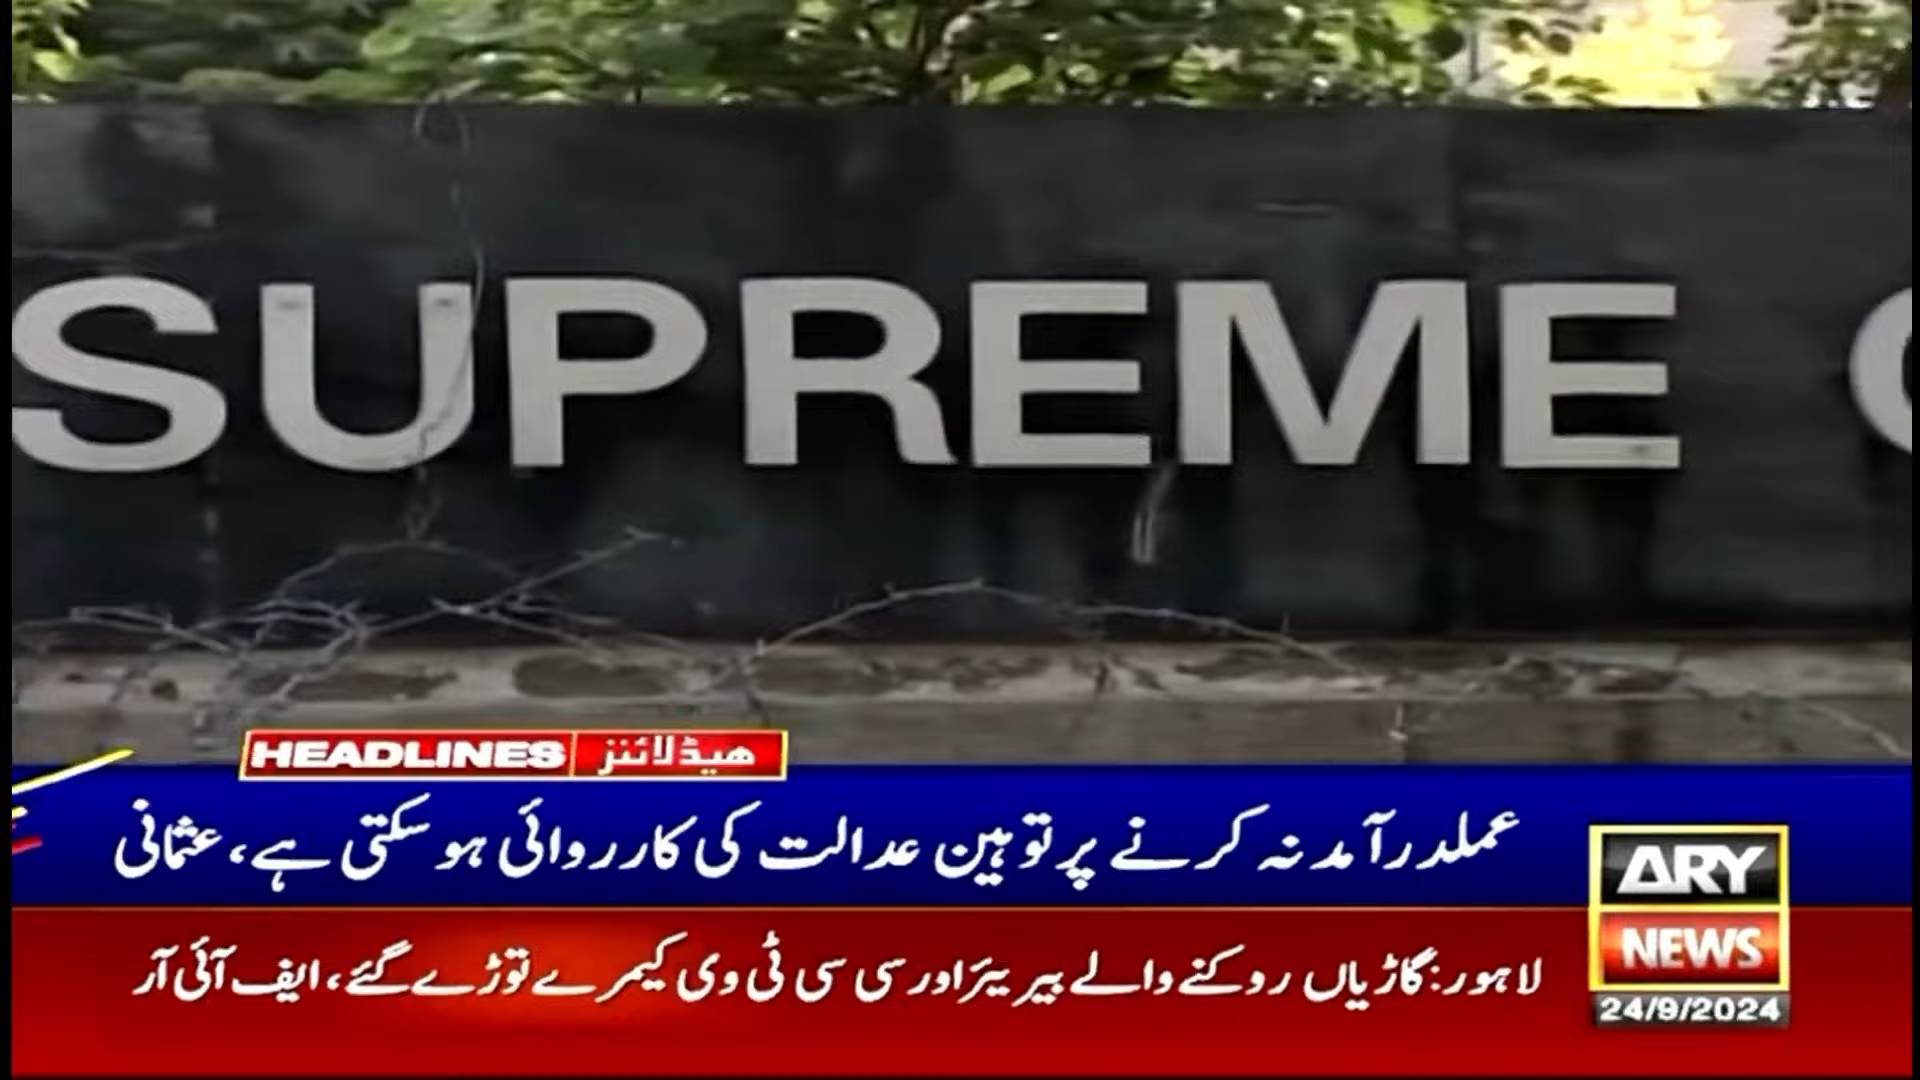 SUPREME
HEADLINES ھیڈلائنز
عملدرآمد نہ کرنے پر توہین عدالت کی کارروائی ہو سکتی ہے، عثمانی
ARY
NEWS
لاہور: گاڑیاں روکنے والے بیریئر اور سی سی ٹی وی کیمرے توڑے گئے، ایف آئی آر
24/9/2024